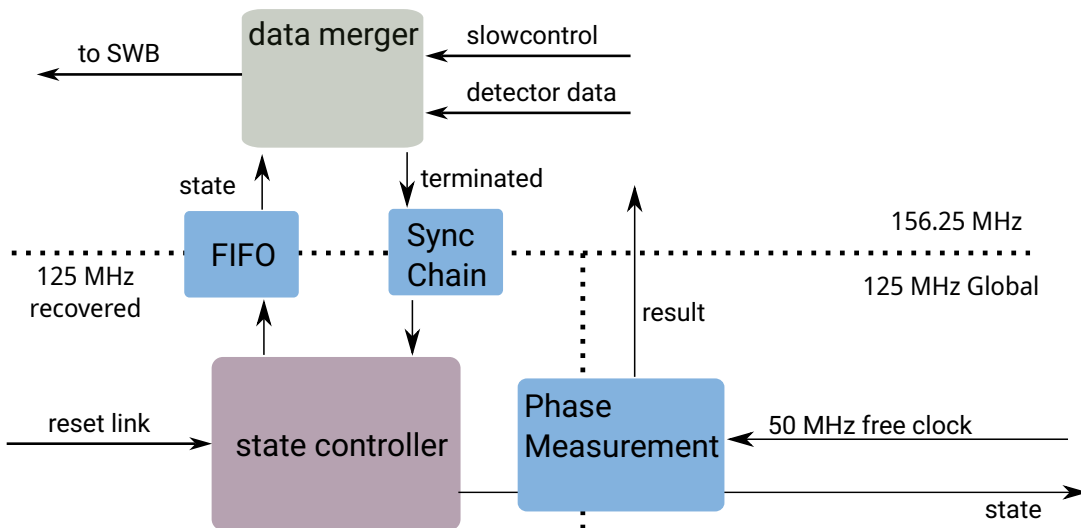 data merger
to SWB
slowcontrol
detector data
state
terminated
FIFO
Sync
Chain
156.25 MHz
125 MHz
recovered
125 MHz Global
result
reset link
state controller
Phase
Measurement
50 MHz free clock
state